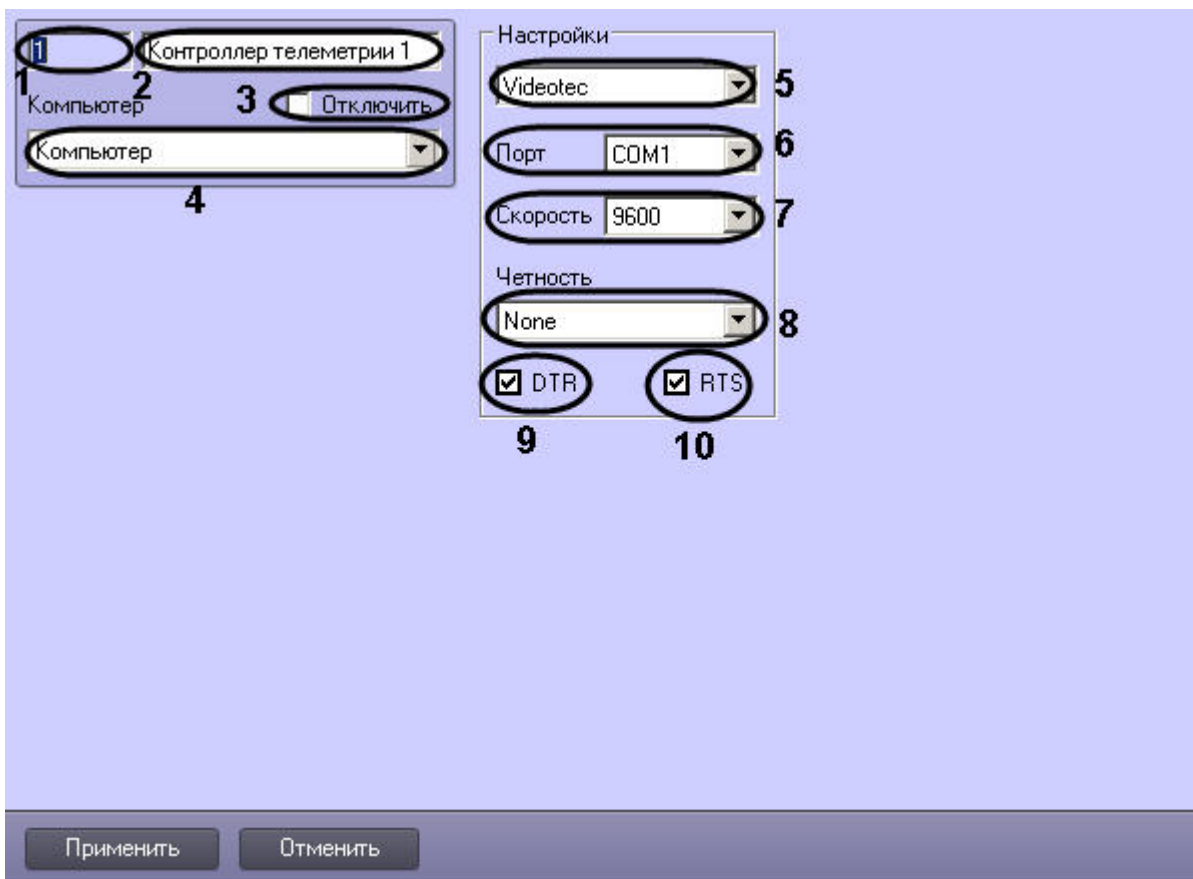 1 Контроллер телеметрии 1
1 2
Компьютер 3 Отключить
Компьютер
4
Настройки
Videotec 5
Порт COM1 6
Скорость 9600 7
Четность
None 8
DTR RTS
9 10
Применить Отменить